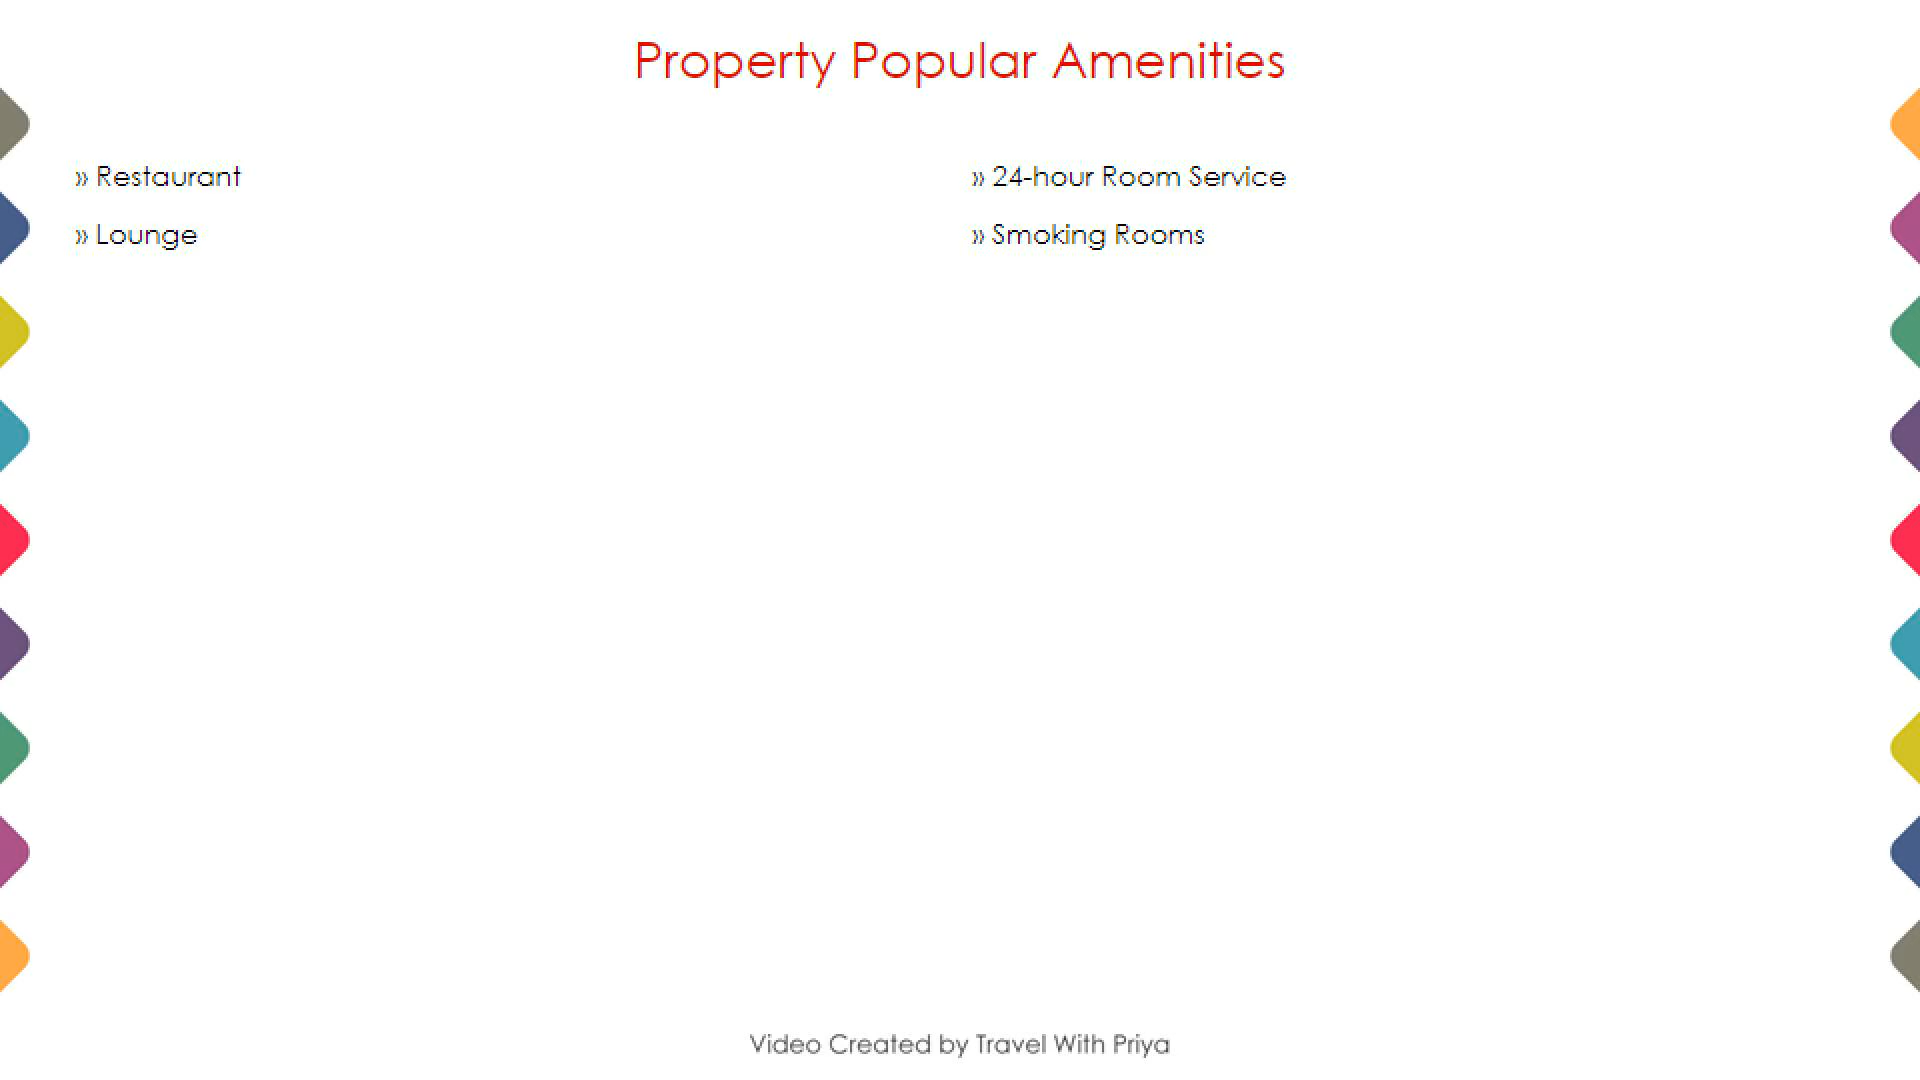 Property Popular Amenities
» Restaurant
» 24-hour Room Service
» Lounge
» Smoking Rooms
Video Created by Travel With Priya